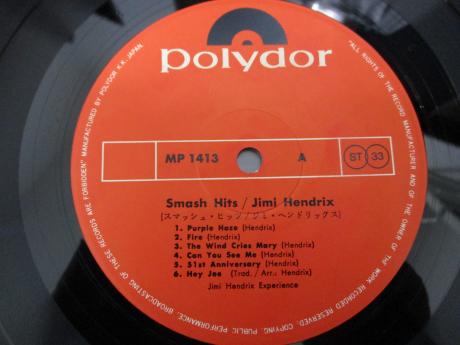 polydor
MP 1413
A
ST 33
Smash Hits / Jimi Hendrix
[スマッシュ・ヒッツ/ジミ・ヘンドリックス]
1. Purple Haze (Hendrix)
2. Fire (Hendrix)
3. The Wind Cries Mary (Hendrix)
4. Can You See Me (Hendrix)
5. 51st Anniversary (Hendrix)
6. Hey Joe (Trad. / Arr.: Hendrix)
Jimi Hendrix Experience
"ALL RIGHTS OF THE RECORD MANUFACTURER AND OF THE OWNER OF THE WORK RECORDED RESERVED. COPYING, PUBLIC PERFORMANCE, BROADCASTING OF THESE RECORDS ARE FORBIDDEN" MANUFACTURED BY POLYDOR K.K. JAPAN.